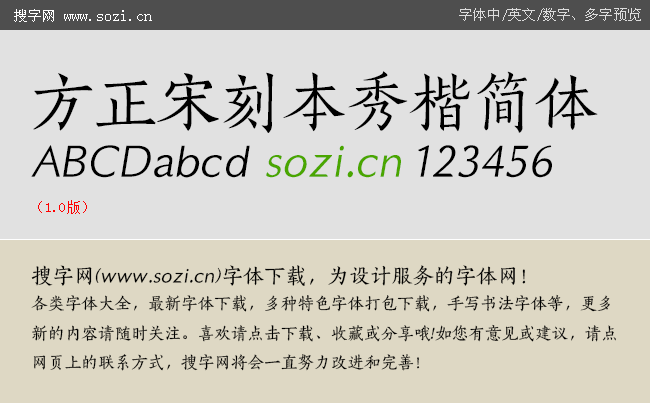 搜字网 www.sozi.cn
字体中/英文/数字、多字预览
方正宋刻本秀楷简体
ABCDabcd sozi.cn 123456
（1.0版）
搜字网(www.sozi.cn)字体下载，为设计服务的字体网！
各类字体大全，最新字体下载，多种特色字体打包下载，手写书法字体等，更多
新的内容请随时关注。喜欢请点击下载、收藏或分享哦!如您有意见或建议，请点
网页上的联系方式，搜字网将会一直努力改进和完善！